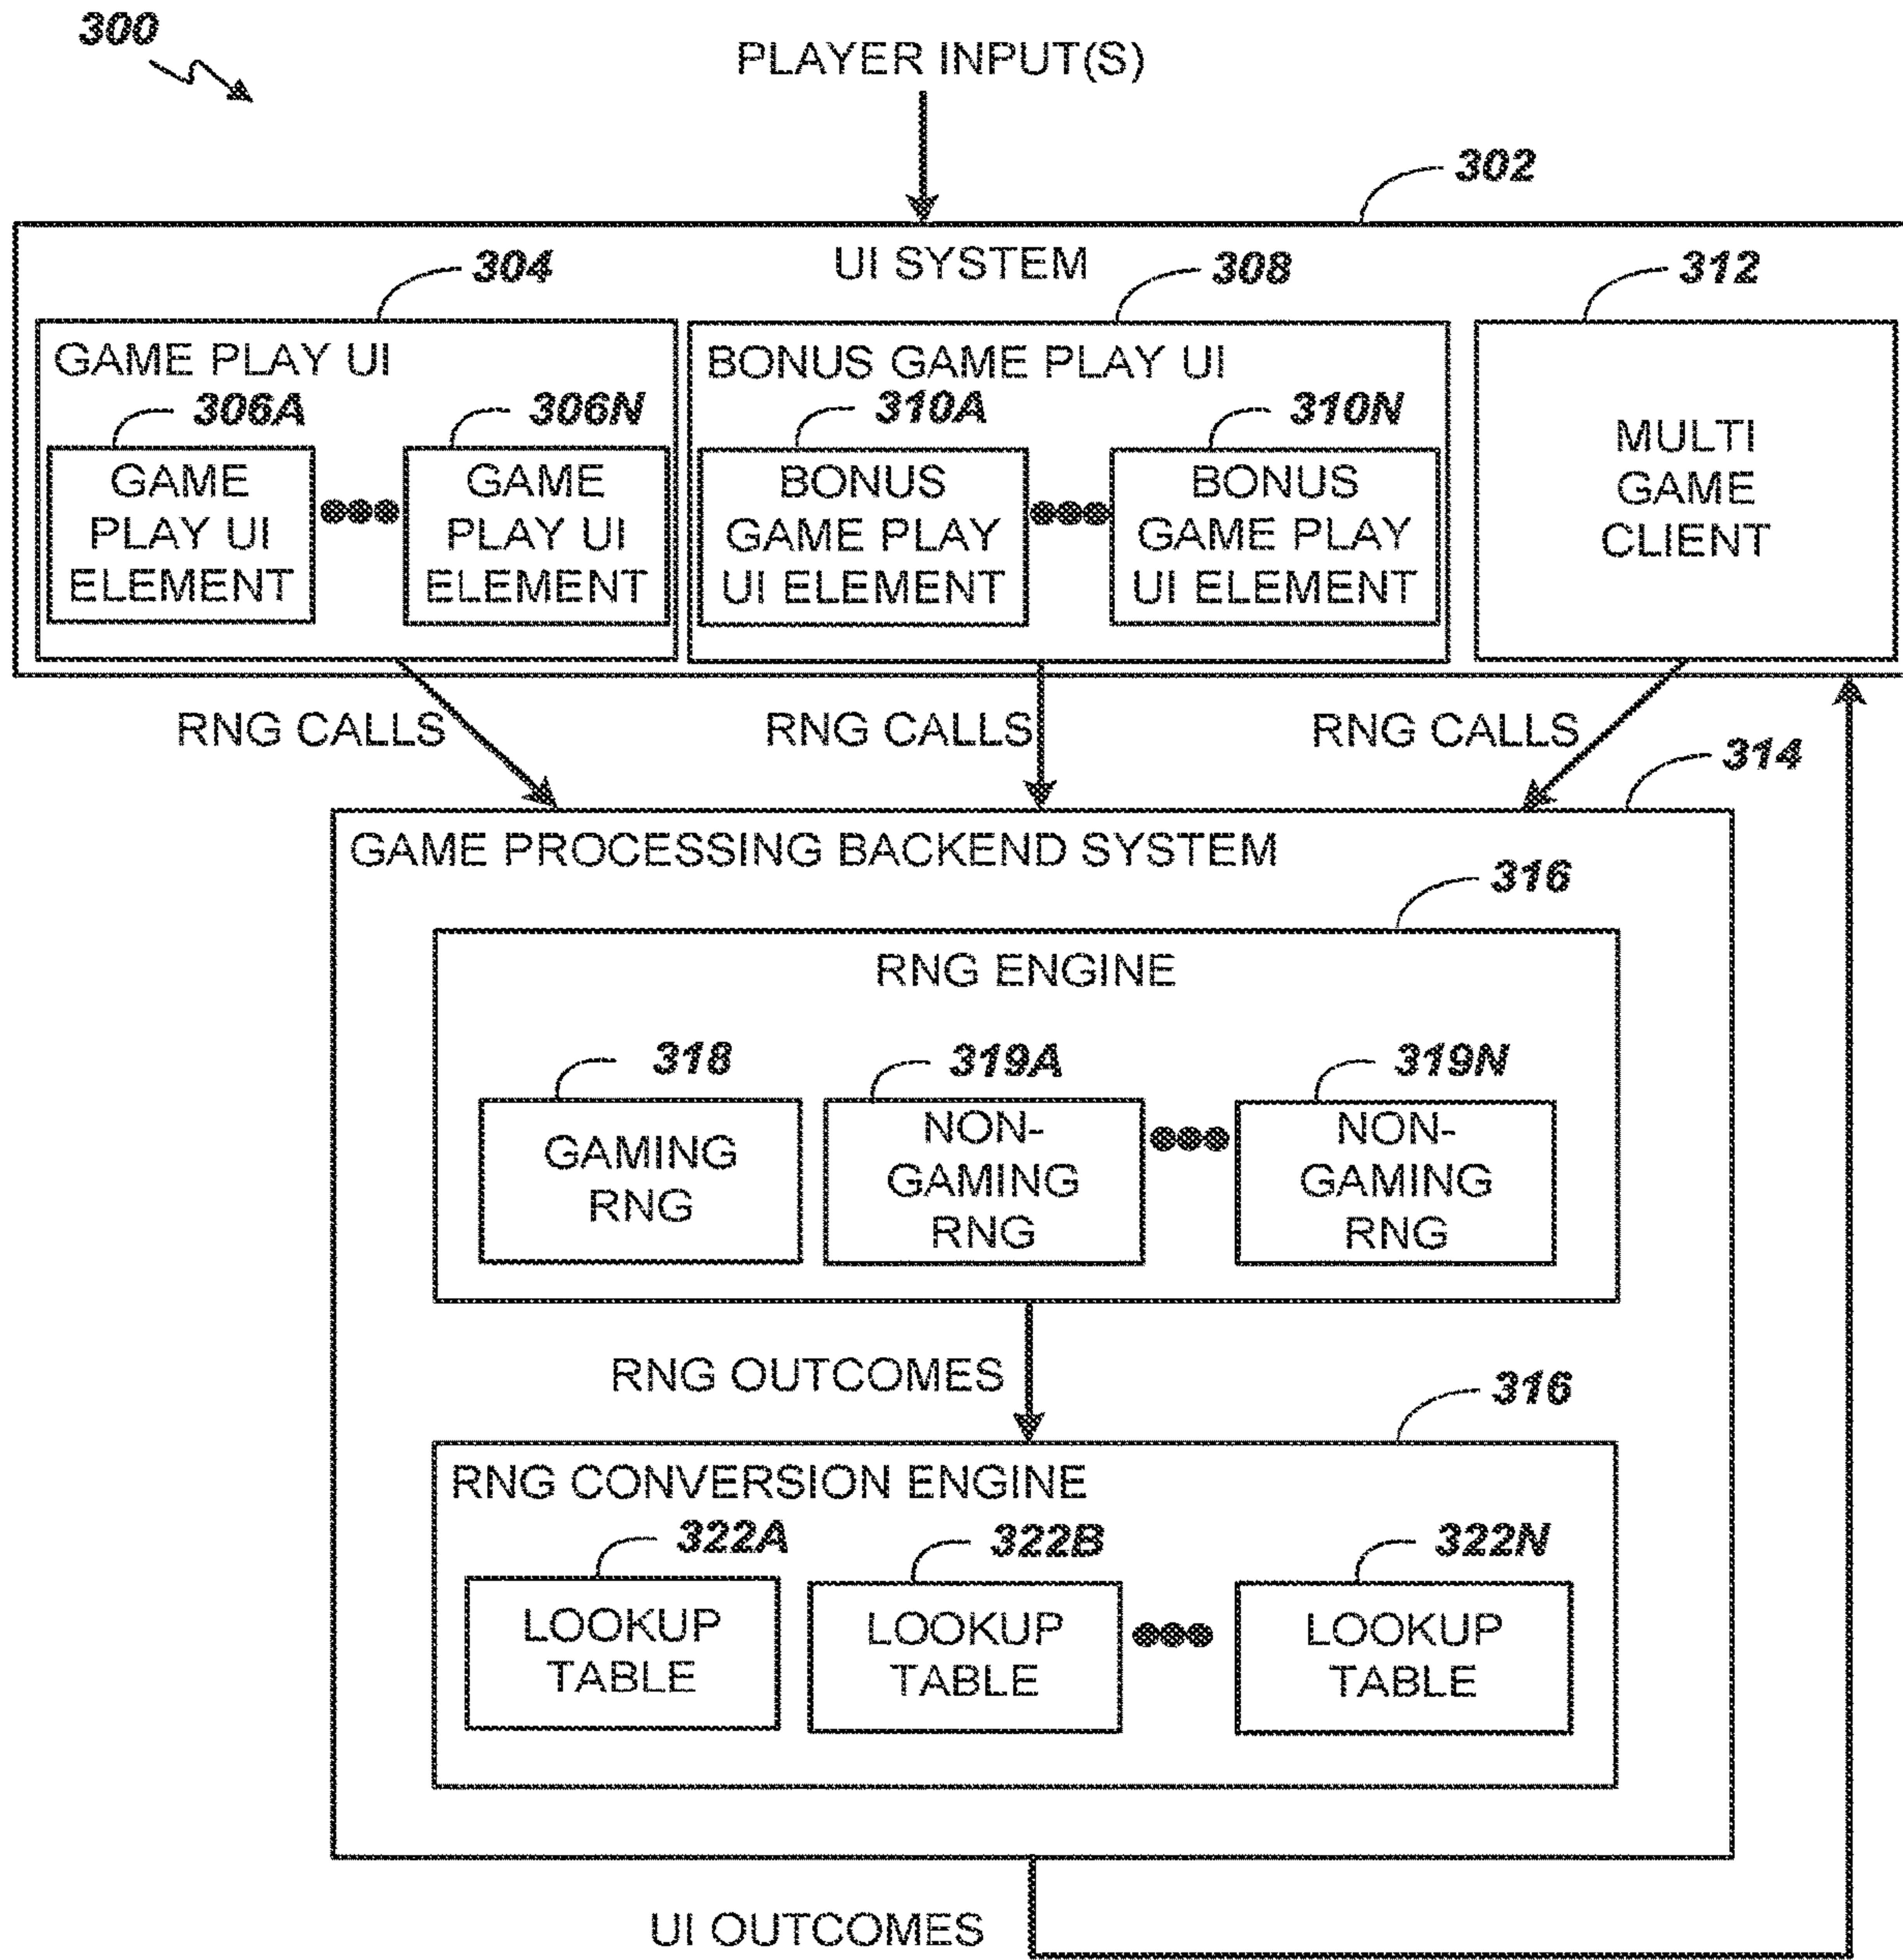 300
PLAYER INPUT(S)
302
UI SYSTEM
304
308
312
GAME PLAY UI
306A
306N
GAME
PLAY UI
ELEMENT
GAME
PLAY UI
ELEMENT
BONUS GAME PLAY UI
310A
310N
BONUS
GAME PLAY
UI ELEMENT
BONUS
GAME PLAY
UI ELEMENT
MULTI
GAME
CLIENT
RNG CALLS
RNG CALLS
RNG CALLS
314
GAME PROCESSING BACKEND SYSTEM
316
RNG ENGINE
318
319A
319N
GAMING
RNG
NON-
GAMING
RNG
NON-
GAMING
RNG
RNG OUTCOMES
316
RNG CONVERSION ENGINE
322A
322B
322N
LOOKUP
TABLE
LOOKUP
TABLE
LOOKUP
TABLE
UI OUTCOMES